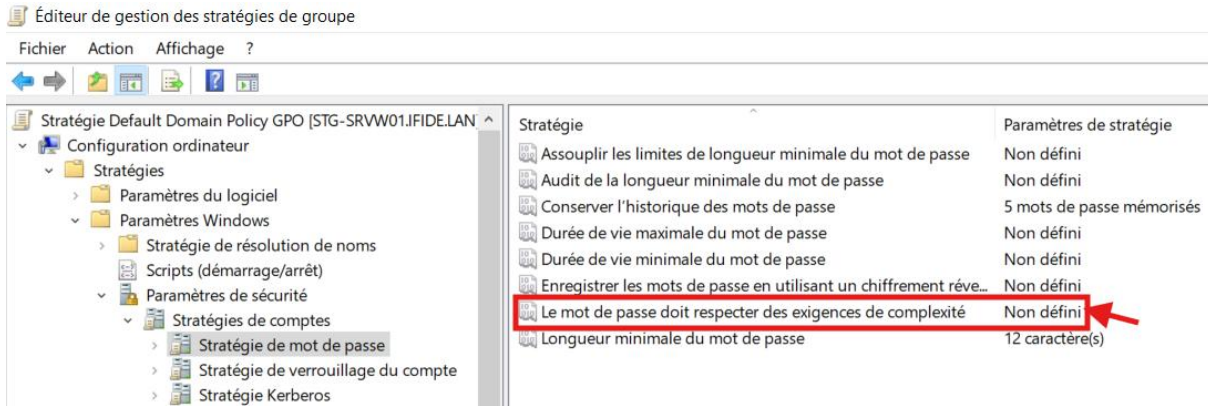 Éditeur de gestion des stratégies de groupe
Fichier Action Affichage ?
Stratégie Default Domain Policy GPO [STG-SRVW01.IFIDE.LAN]
Configuration ordinateur
Stratégies
Paramètres du logiciel
Paramètres Windows
Stratégie de résolution de noms
Scripts (démarrage/arrêt)
Paramètres de sécurité
Stratégies de comptes
Stratégie de mot de passe
Stratégie de verrouillage du compte
Stratégie Kerberos
Stratégie Paramètres de stratégie
Assouplir les limites de longueur minimale du mot de passe Non défini
Audit de la longueur minimale du mot de passe Non défini
Conserver l'historique des mots de passe 5 mots de passe mémorisés
Durée de vie maximale du mot de passe Non défini
Durée de vie minimale du mot de passe Non défini
Enregistrer les mots de passe en utilisant un chiffrement réve... Non défini
Le mot de passe doit respecter des exigences de complexité Non défini
Longueur minimale du mot de passe 12 caractère(s)